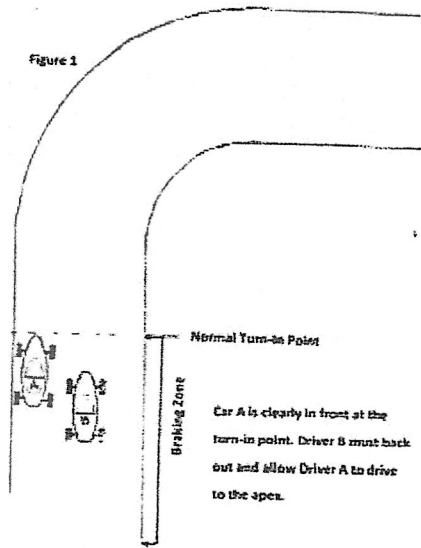 Figure 1
Normal Turn-in Point
Braking Zone
A
B
Car A is clearly in front at the
turn-in point. Driver B must back
out and allow Driver A to drive
to the apex.